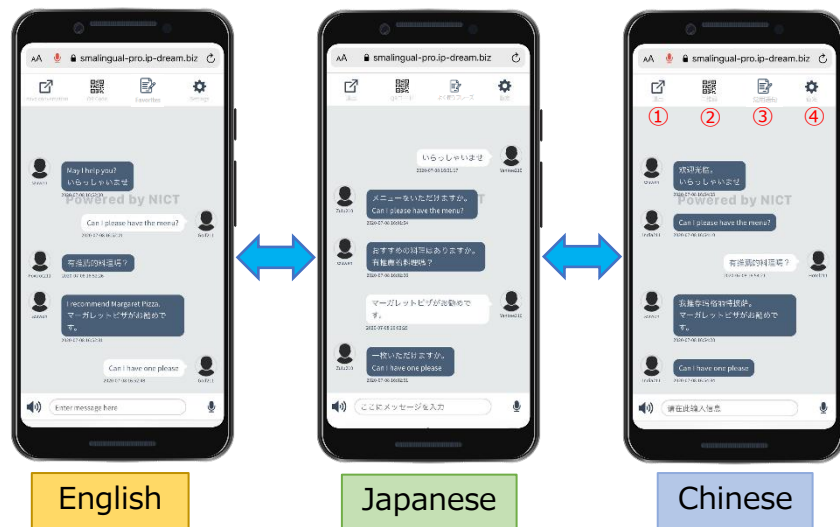 AA smalingual-pro.ip-dream.biz
Favorites
Settings
May I help you?
いらっしゃいませ
Powered by NICT
Can I please have the menu?
有推薦的料理嗎？
I recommend Margaret Pizza.
マーガレットピザがお勧めで
す。
Can I have one please
Enter message here
English
AA smalingual-pro.ip-dream.biz
いらっしゃいませ
メニューをいただけますか。
Can I please have the menu?
おすすめの料理はありますか。
有推薦的料理嗎？
マーガレットピザがお勧めで
す。
一枚いただけますか。
Can I have one please
ここにメッセージを入力
Japanese
AA smalingual-pro.ip-dream.biz
① ② ③ ④
欢迎光临。
いらっしゃいませ
Powered by NICT
Can I please have the menu?
有推薦的料理嗎？
我推荐玛格丽特披萨。
マーガレットピザがお勧めで
す。
Can I have one please
请在此输入信息
Chinese